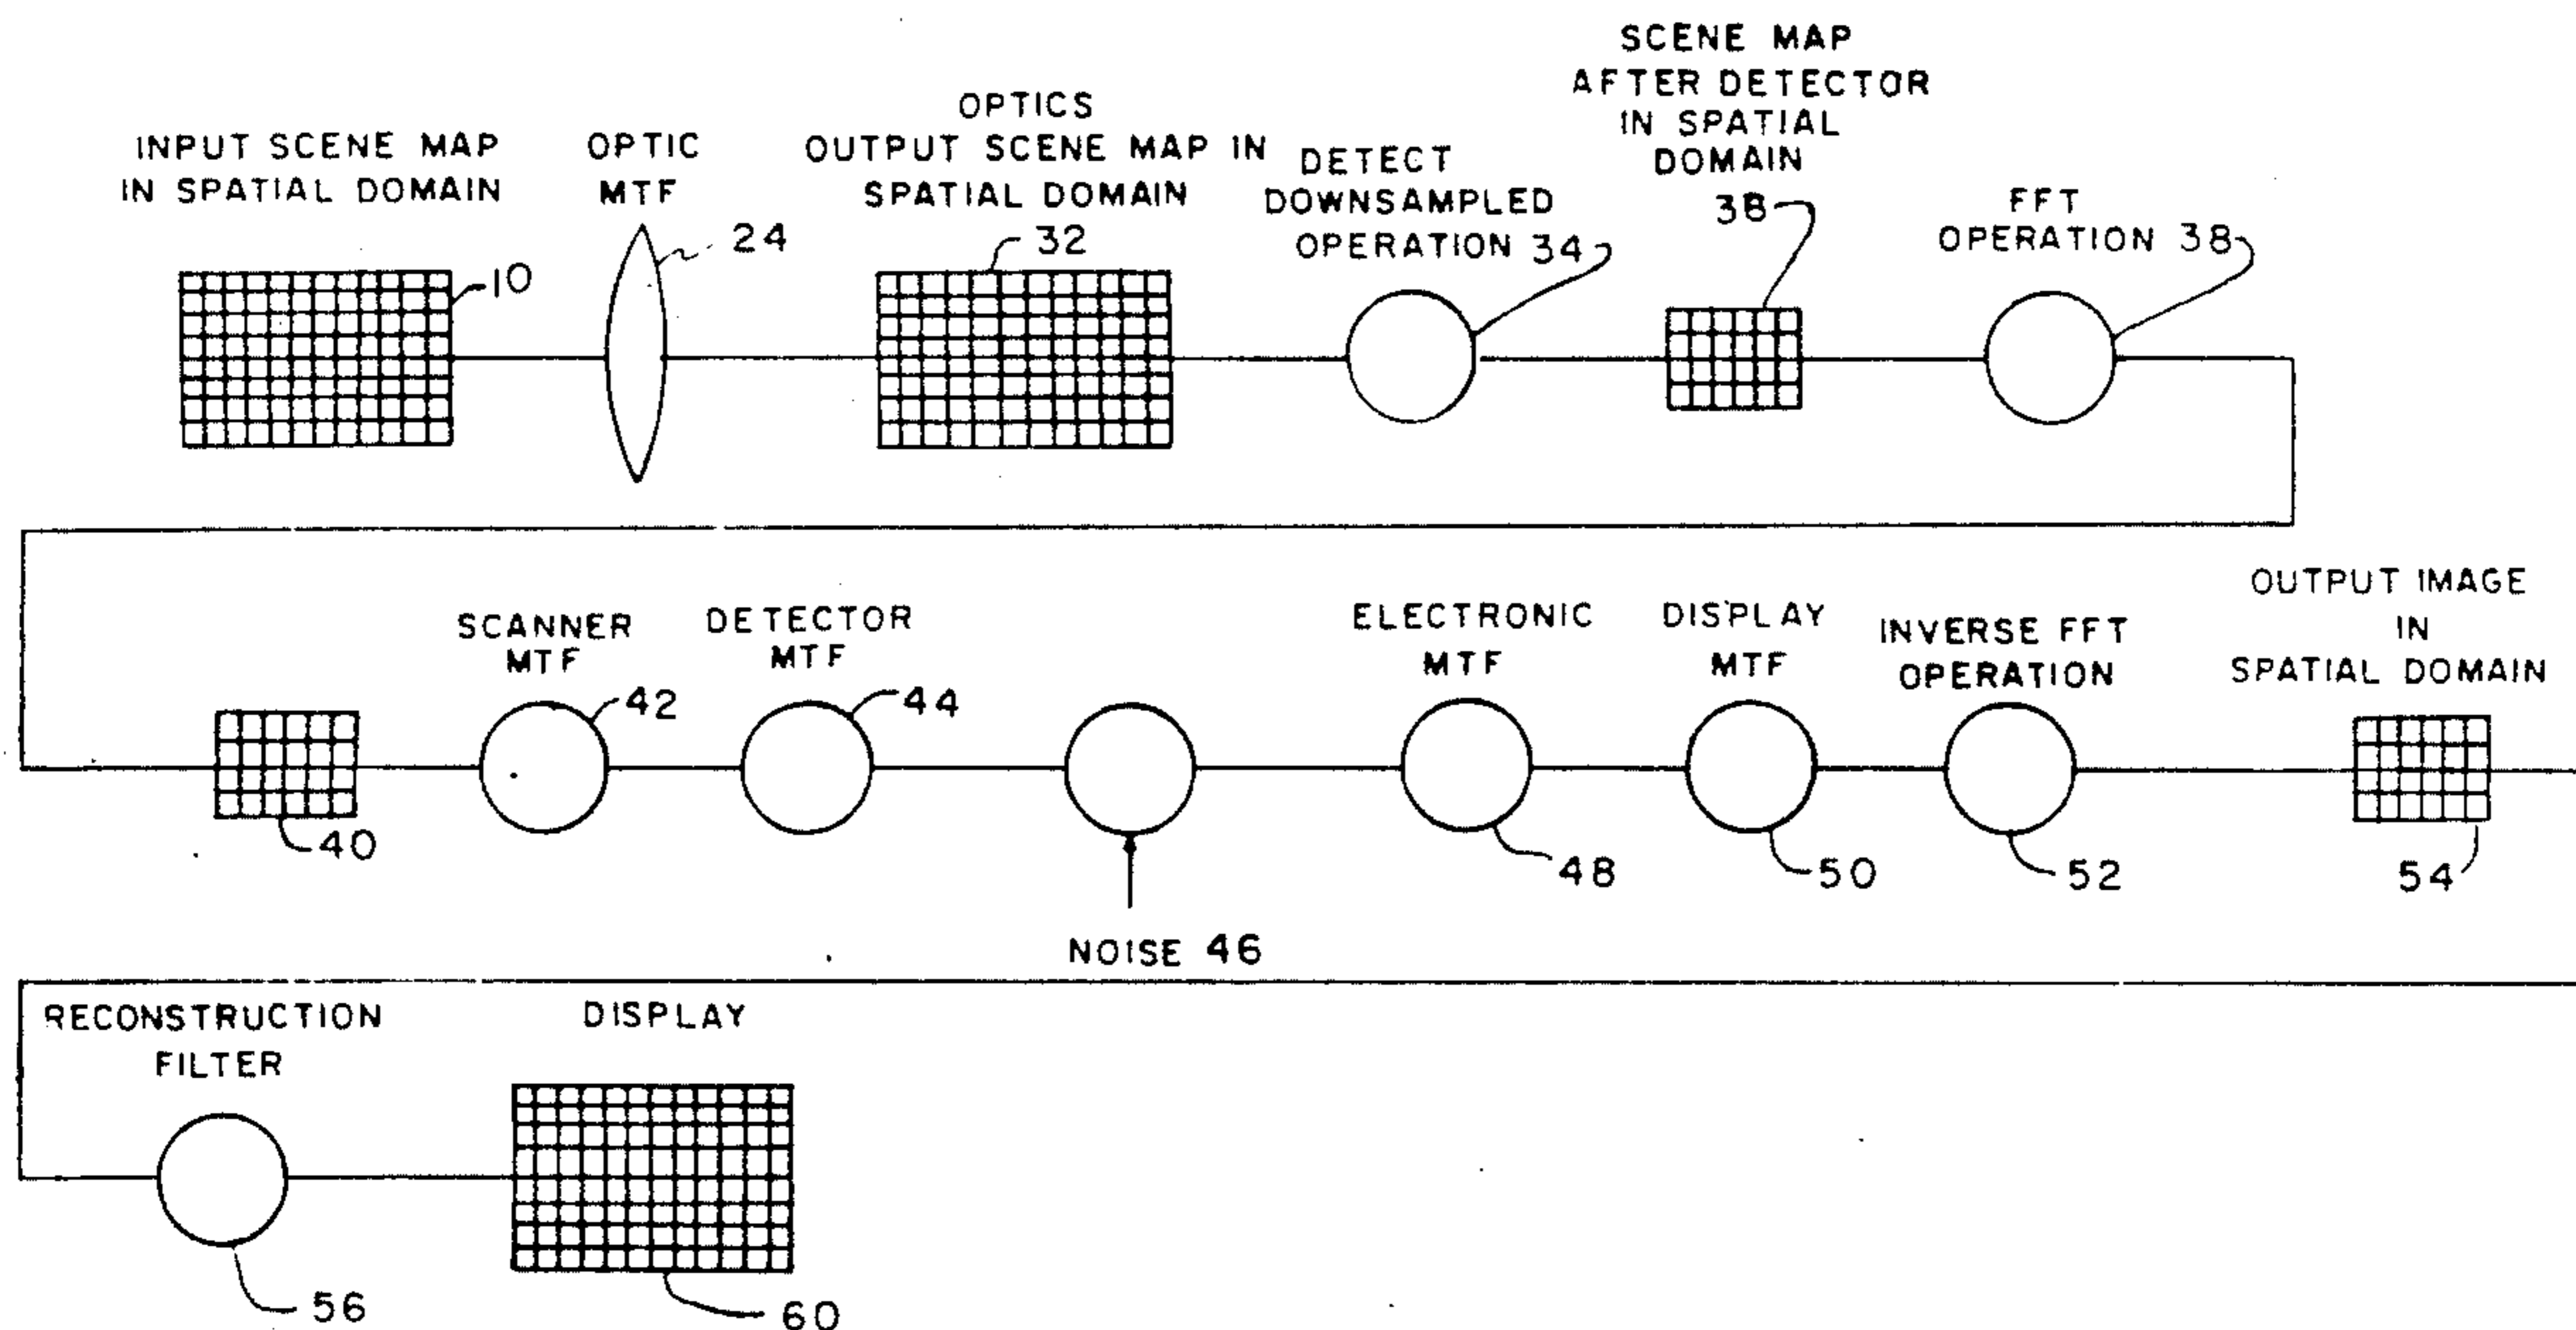 INPUT SCENE MAP
IN SPATIAL DOMAIN
10
OPTIC
MTF
24
OPTICS
OUTPUT SCENE MAP IN
SPATIAL DOMAIN
32
DETECT
DOWNSAMPLED
OPERATION 34
SCENE MAP
AFTER DETECTOR
IN SPATIAL
DOMAIN
38
FFT
OPERATION 38
40
SCANNER
MTF
42
DETECTOR
MTF
44
NOISE 46
ELECTRONIC
MTF
48
DISPLAY
MTF
50
INVERSE FFT
OPERATION
52
OUTPUT IMAGE
IN
SPATIAL DOMAIN
54
RECONSTRUCTION
FILTER
56
DISPLAY
60